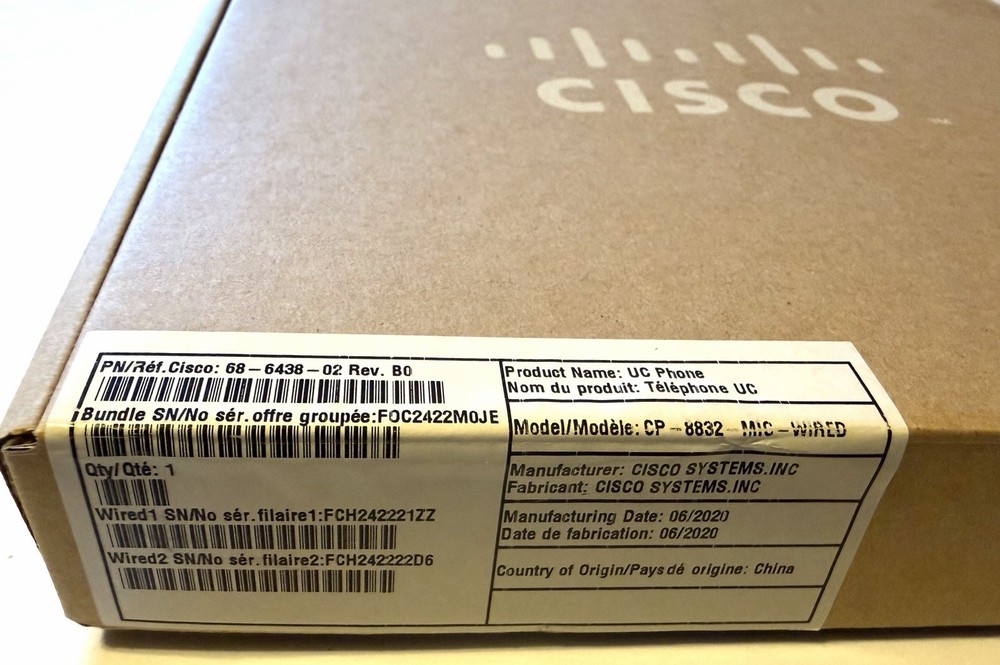 CISCO
PN/Réf.Cisco: 68-6438-02 Rev. B0
Bundle SN/No sér.offre groupée:FOC2422M0JE
Qty/Qté: 1
Wired1 SN/No sér.filaire1:FCH242221ZZ
Wired2 SN/No sér.filaire2:FCH242222D6
Product Name: UC Phone
Nom du produit: Téléphone UC
Model/Modèle: CP-8832-MIC-WIRED
Manufacturer: CISCO SYSTEMS.INC
Fabricant: CISCO SYSTEMS.INC
Manufacturing Date: 06/2020
Date de fabrication: 06/2020
Country of Origin/Pays dé origine: China